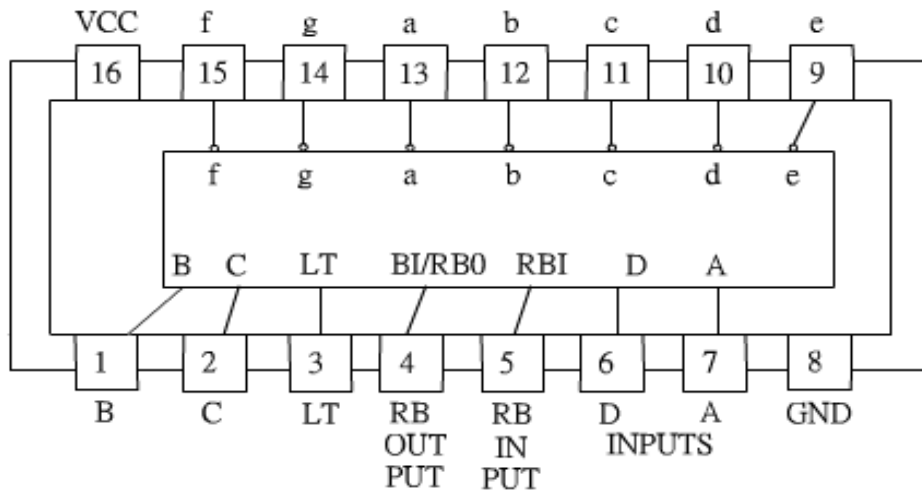 VCC f g a b c d e
16 15 14 13 12 11 10 9
f g a b c d e
B C LT BI/RB0 RBI D A
1 2 3 4 5 6 7 8
B C LT RB RB D A GND
OUT IN INPUTS
PUT PUT